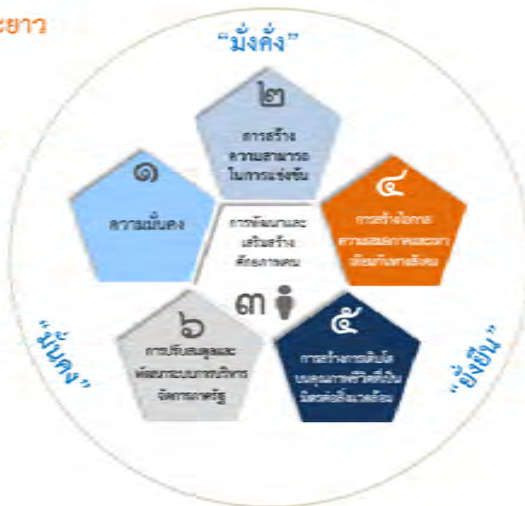 ะยาว
“มั่งคั่ง”
๒
การสร้าง
ความสามารถ
ในการแข่งขัน
๑
ความมั่นคง
การพัฒนาและ
เสริมสร้าง
ศักยภาพคน
๓
๔
การสร้างโอกาส
ความเสมอภาคและเท่า
เทียมกันทางสังคม
๖
การปรับสมดุลและ
พัฒนาระบบการบริหาร
จัดการภาครัฐ
๕
การสร้างการเติบโต
บนคุณภาพชีวิตที่เป็น
มิตรต่อสิ่งแวดล้อม
“มั่นคง”
“ยั่งยืน”